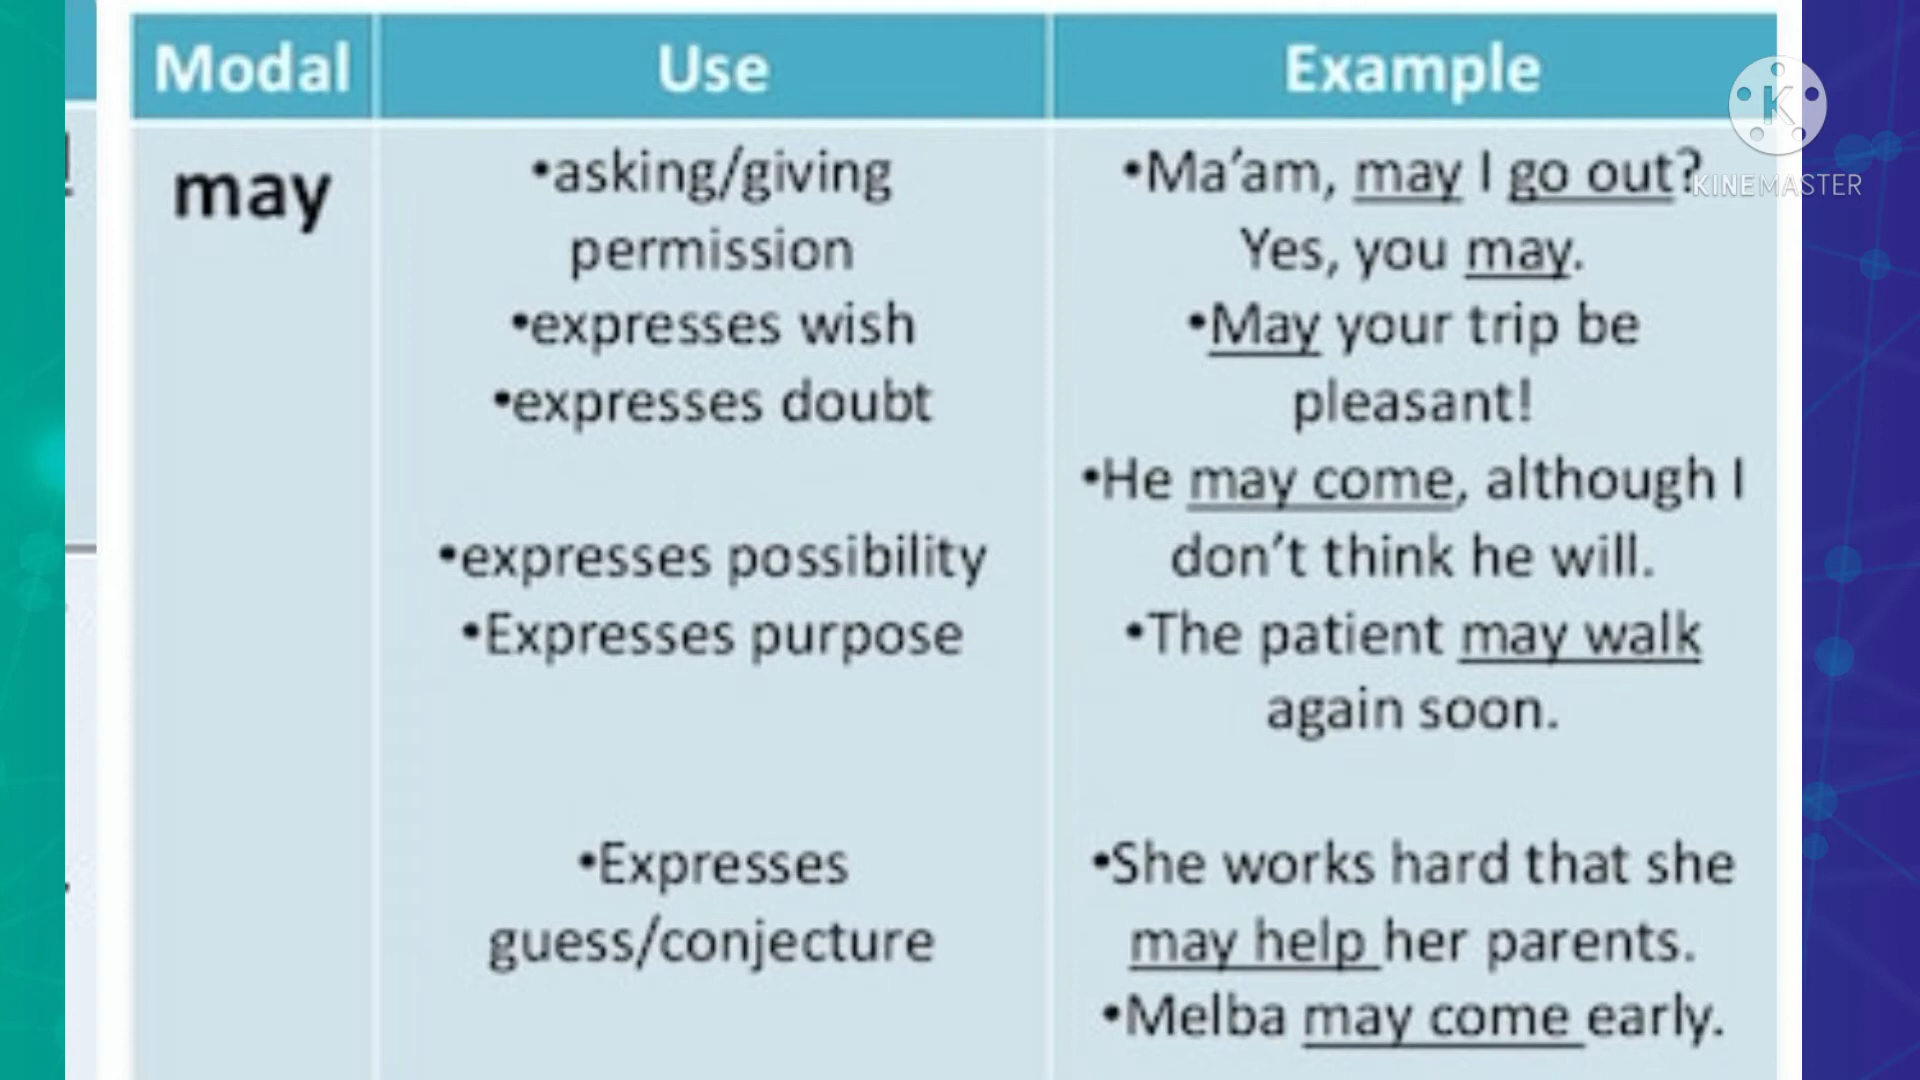 Modal
Use
Example
may
•asking/giving
permission
•expresses wish
•expresses doubt
•expresses possibility
•Expresses purpose
•Expresses
guess/conjecture
•Ma’am, may I go out?
Yes, you may.
•May your trip be
pleasant!
•He may come, although I
don’t think he will.
•The patient may walk
again soon.
•She works hard that she
may help her parents.
•Melba may come early.
K
KINEMASTER